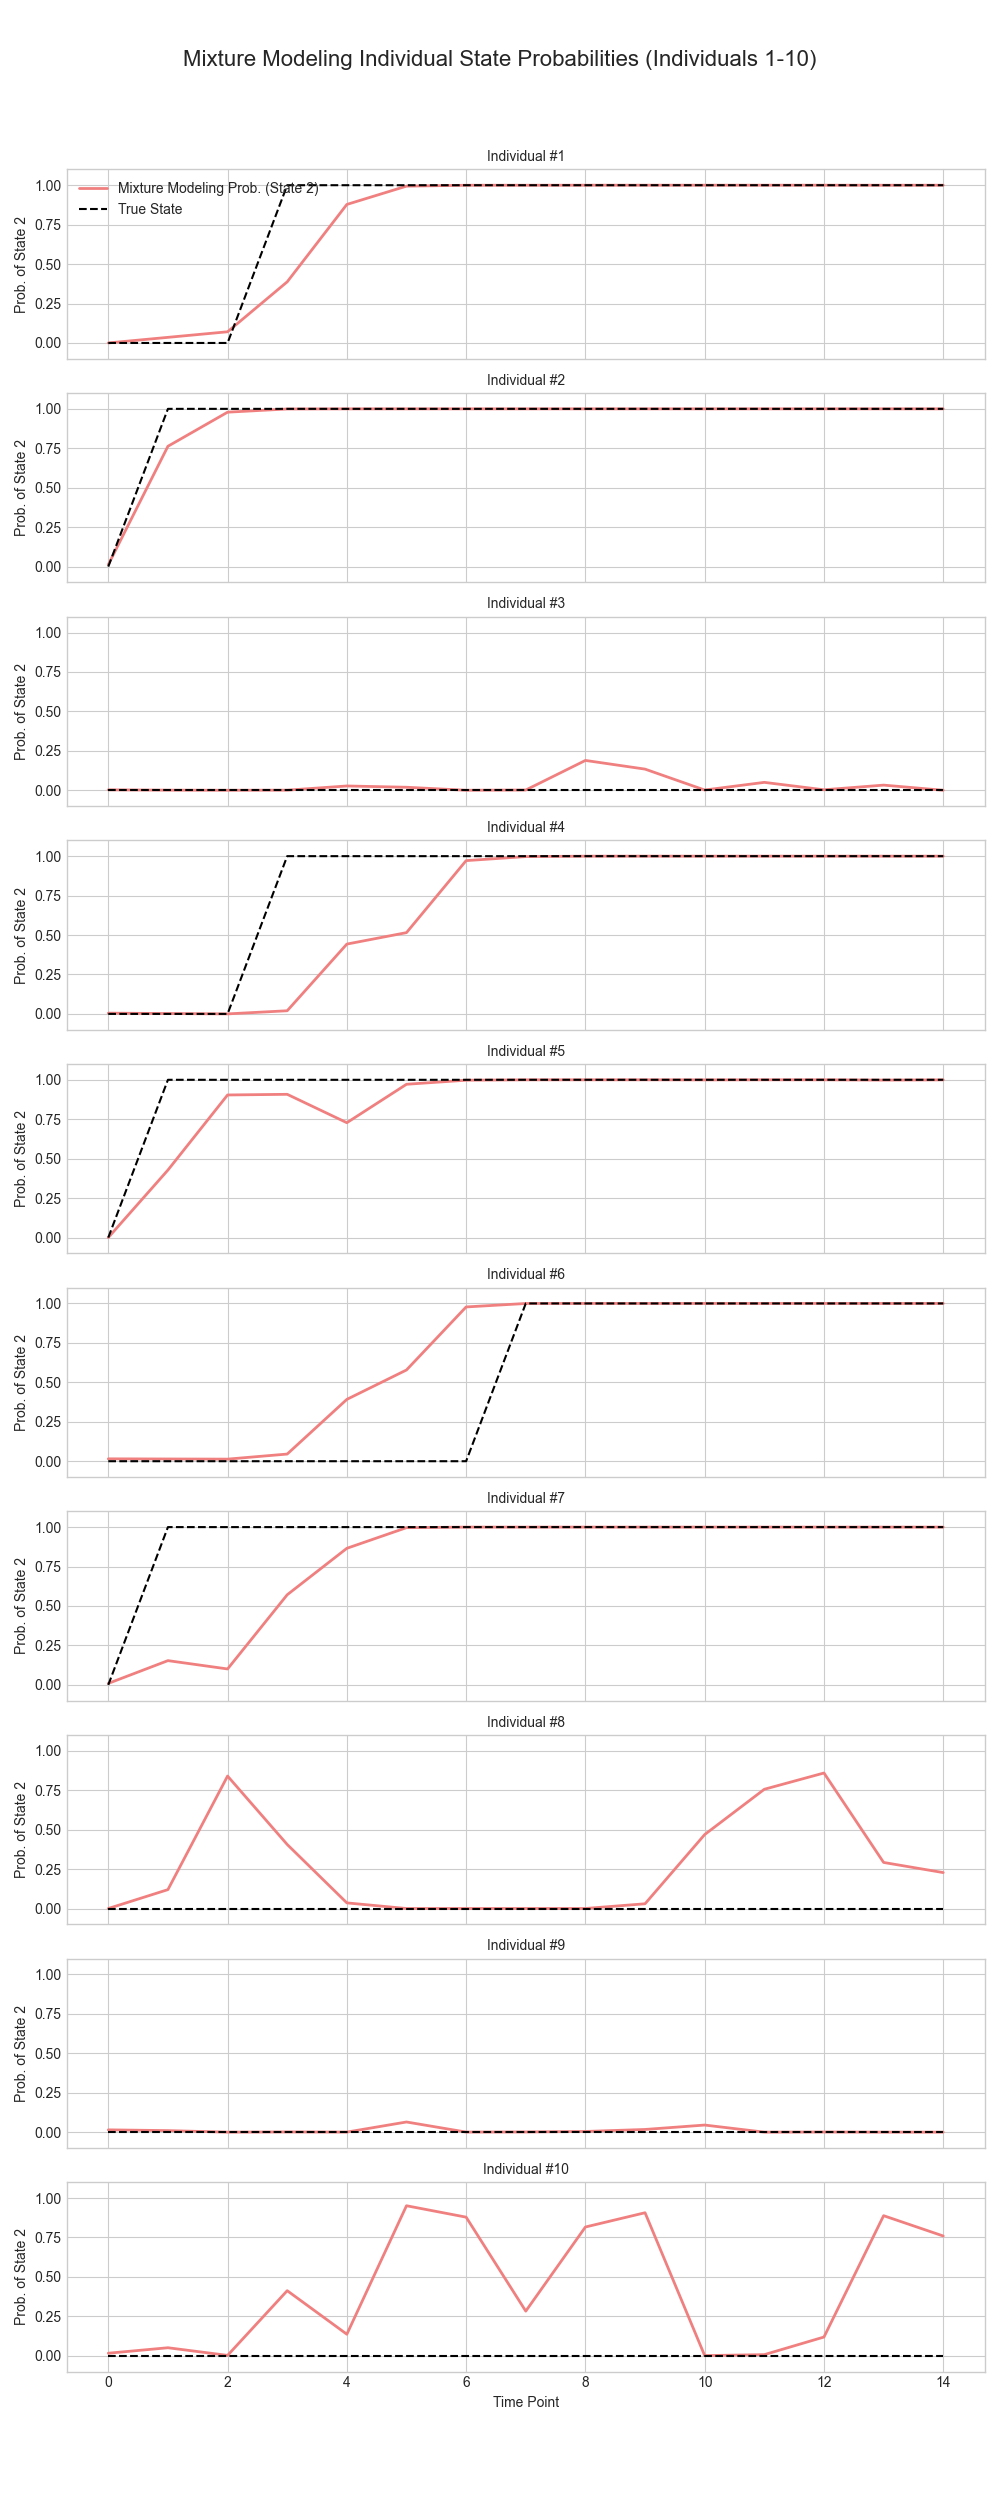 Mixture Modeling Individual State Probabilities (Individuals 1-10)
Individual #1
Prob. of State 2
1.00
0.75
0.50
0.25
0.00
Mixture Modeling Prob. (State 2)
True State
Individual #2
Prob. of State 2
1.00
0.75
0.50
0.25
0.00
Individual #3
Prob. of State 2
1.00
0.75
0.50
0.25
0.00
Individual #4
Prob. of State 2
1.00
0.75
0.50
0.25
0.00
Individual #5
Prob. of State 2
1.00
0.75
0.50
0.25
0.00
Individual #6
Prob. of State 2
1.00
0.75
0.50
0.25
0.00
Individual #7
Prob. of State 2
1.00
0.75
0.50
0.25
0.00
Individual #8
Prob. of State 2
1.00
0.75
0.50
0.25
0.00
Individual #9
Prob. of State 2
1.00
0.75
0.50
0.25
0.00
Individual #10
Prob. of State 2
1.00
0.75
0.50
0.25
0.00
0 2 4 6 8 10 12 14
Time Point